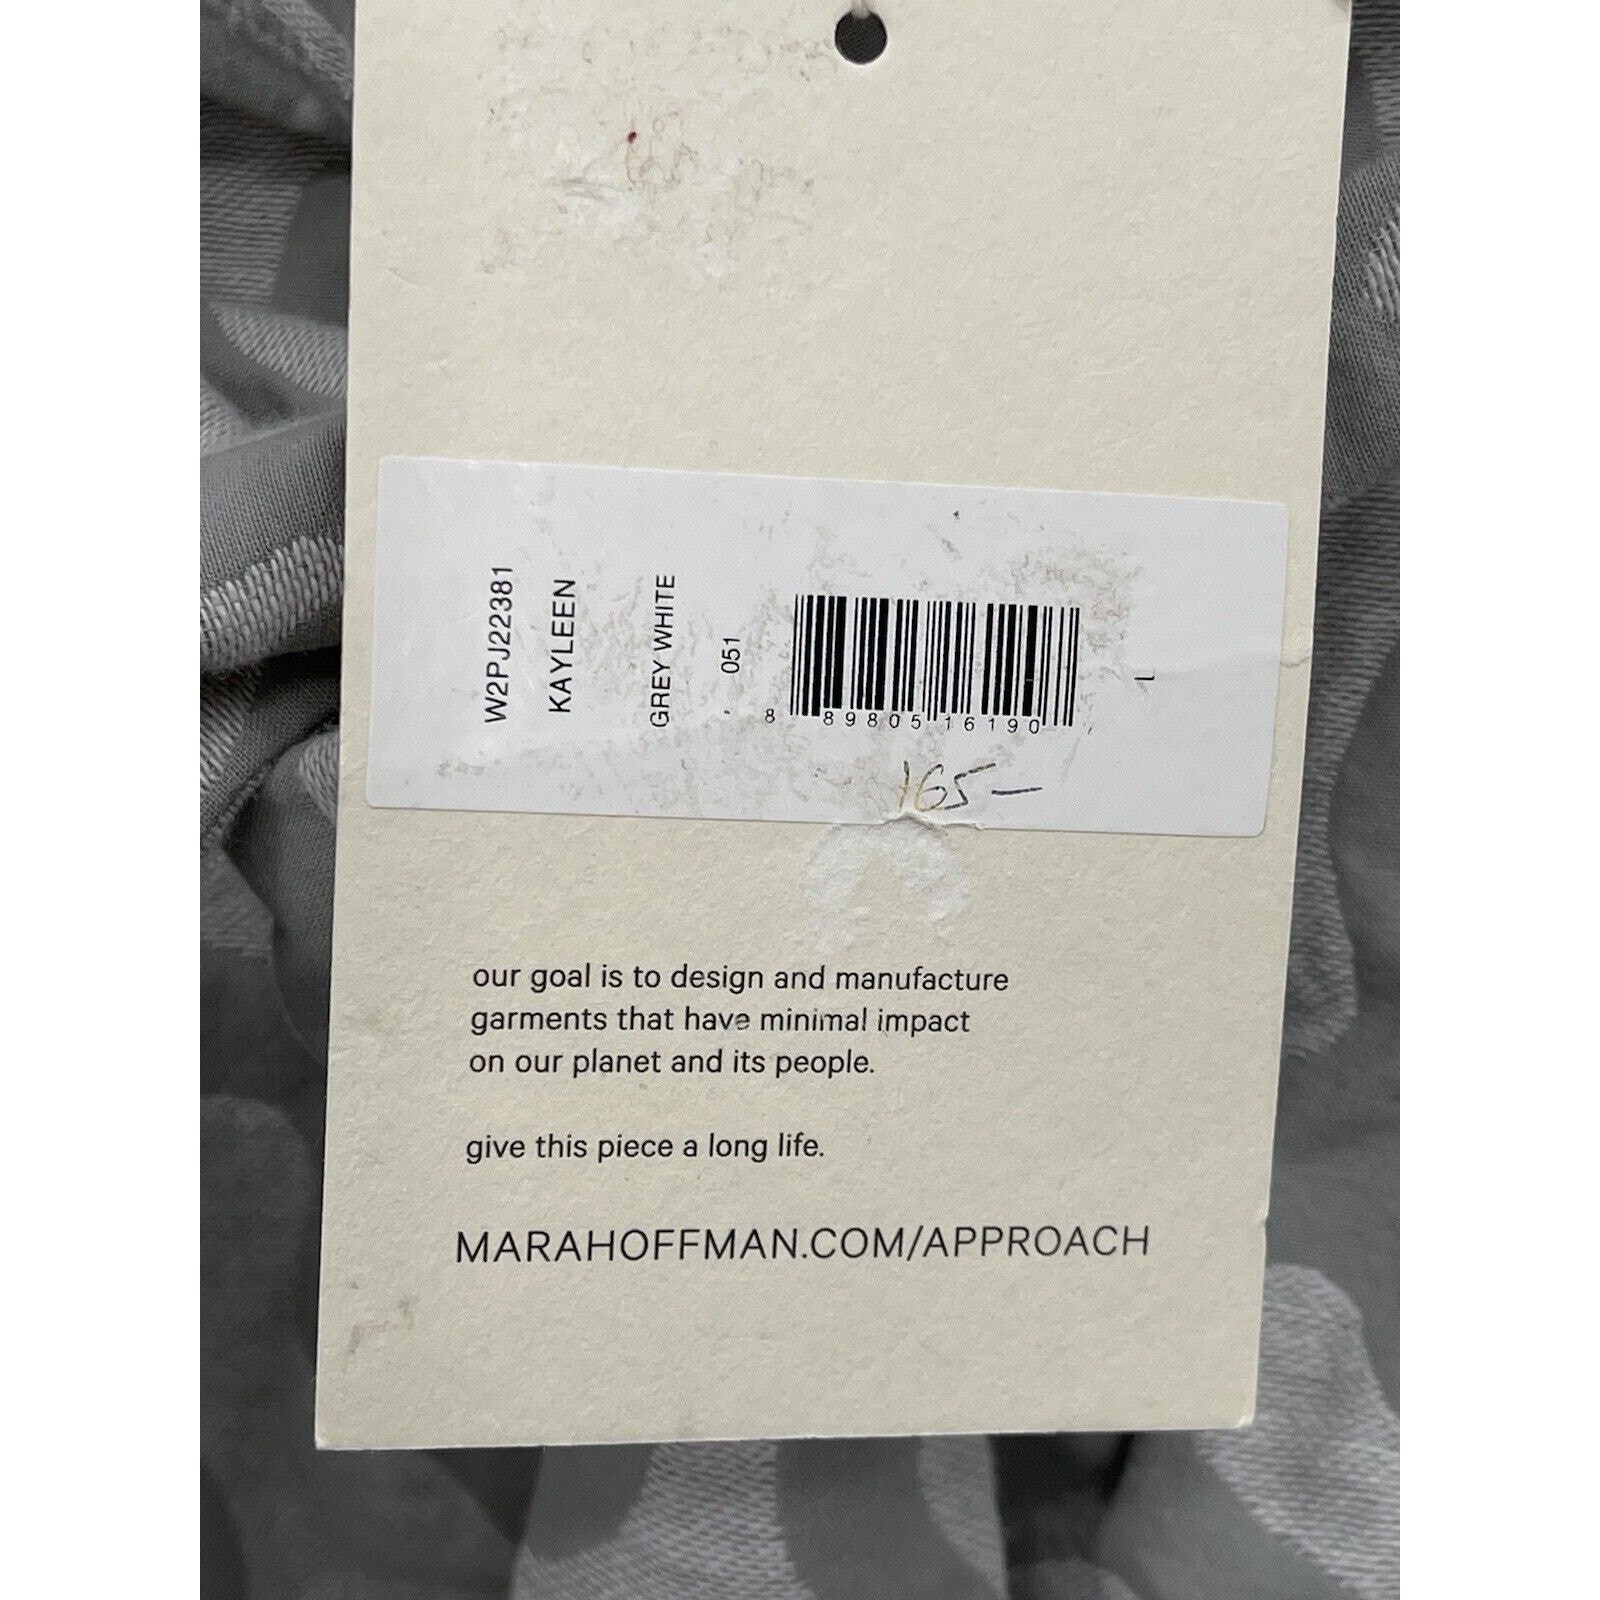 W2PJ22381
KAYLEEN
GREY WHITE
051
8 89805 16190 7
L
165-
our goal is to design and manufacture
garments that have minimal impact
on our planet and its people.
give this piece a long life.
MARAHOFFMAN.COM/APPROACH